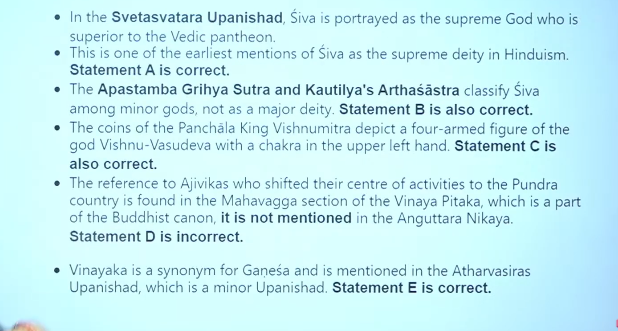 • In the Svetasvatara Upanishad, Śiva is portrayed as the supreme God who is
superior to the Vedic pantheon.
• This is one of the earliest mentions of Śiva as the supreme deity in Hinduism.
Statement A is correct.
• The Apastamba Grihya Sutra and Kautilya's Arthaśāstra classify Śiva
among minor gods, not as a major deity. Statement B is also correct.
• The coins of the Panchāla King Vishnumitra depict a four-armed figure of the
god Vishnu-Vasudeva with a chakra in the upper left hand. Statement C is
also correct.
• The reference to Ajivikas who shifted their centre of activities to the Pundra
country is found in the Mahavagga section of the Vinaya Pitaka, which is a part
of the Buddhist canon, it is not mentioned in the Anguttara Nikaya.
Statement D is incorrect.
• Vinayaka is a synonym for Gaṇeśa and is mentioned in the Atharvasiras
Upanishad, which is a minor Upanishad. Statement E is correct.